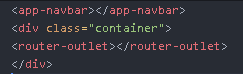 <app-navbar></app-navbar>
<div class="container">
<router-outlet></router-outlet>
</div>